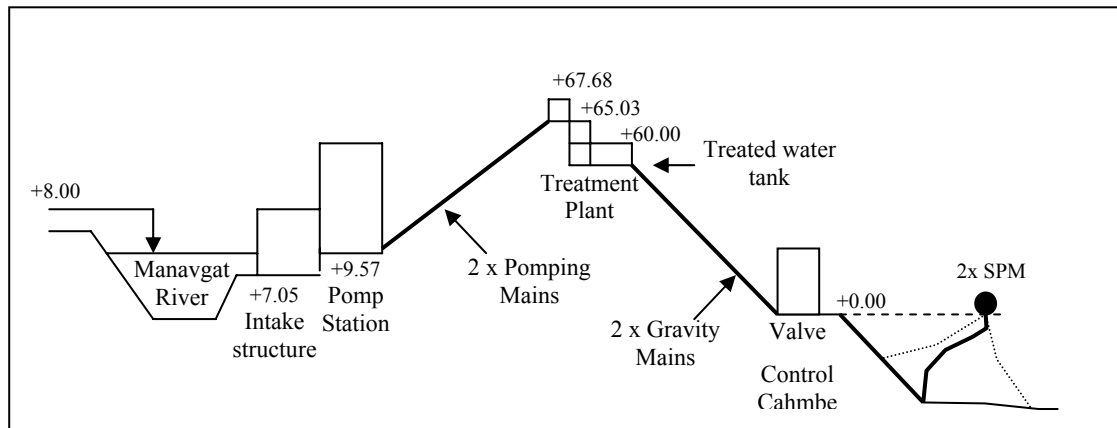 +67.68
+65.03
+60.00
Treated water
tank
Treatment
Plant
+8.00
Manavgat
River
+7.05
Intake
structure
+9.57
Pomp
Station
2 x Pomping
Mains
2 x Gravity
Mains
+0.00
Valve
Control
Cahmbe
2x SPM